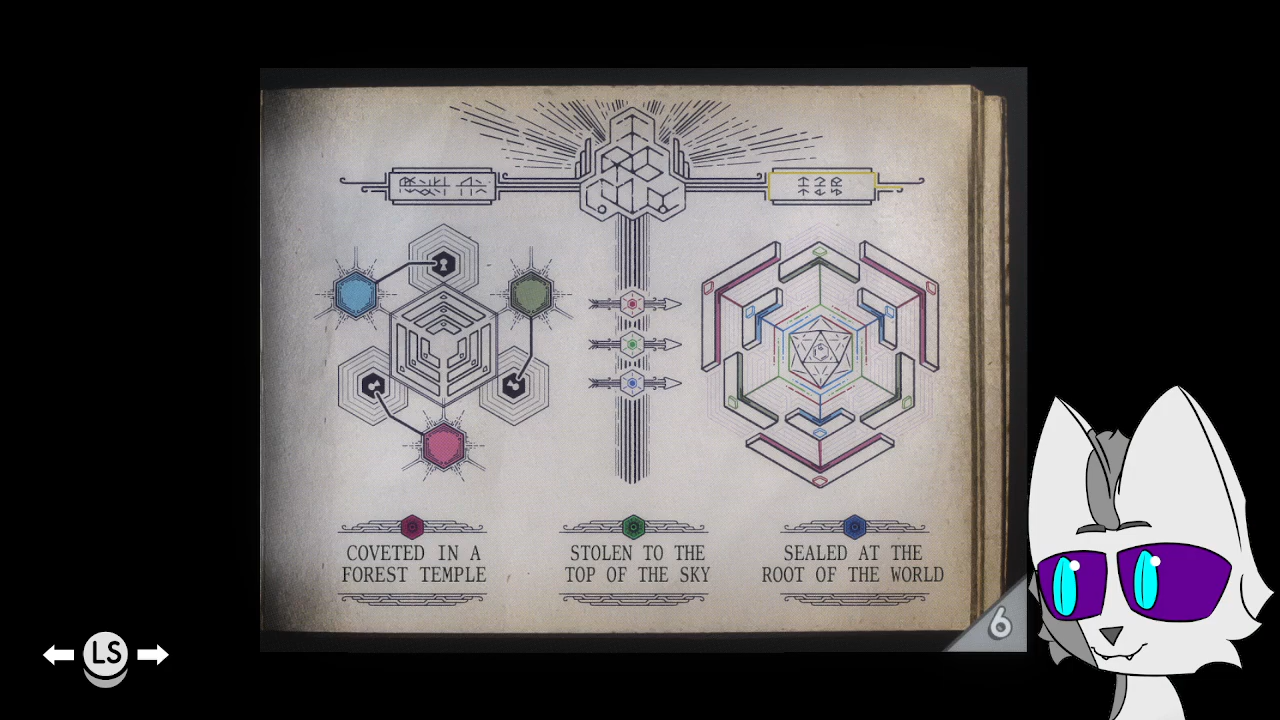 COVETED IN A
FOREST TEMPLE
STOLEN TO THE
TOP OF THE SKY
SEALED AT THE
ROOT OF THE WORLD
6
LS